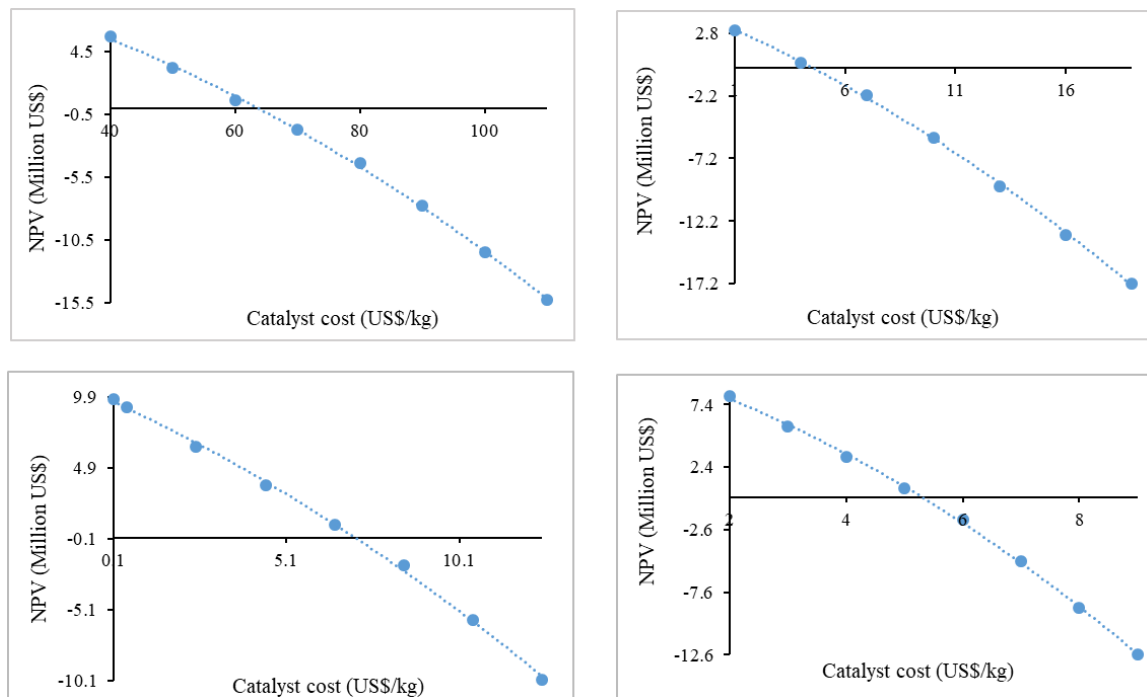 NPV (Million US$)
4.5
-0.5
-5.5
-10.5
-15.5
40 60 80 100
Catalyst cost (US$/kg)
NPV (Million US$)
2.8
-2.2
-7.2
-12.2
-17.2
1 6 11 16
Catalyst cost (US$/kg)
NPV (Million US$)
9.9
4.9
-0.1
-5.1
-10.1
0.1 5.1 10.1
Catalyst cost (US$/kg)
NPV (Million US$)
7.4
2.4
-2.6
-7.6
-12.6
2 4 6 8
Catalyst cost (US$/kg)